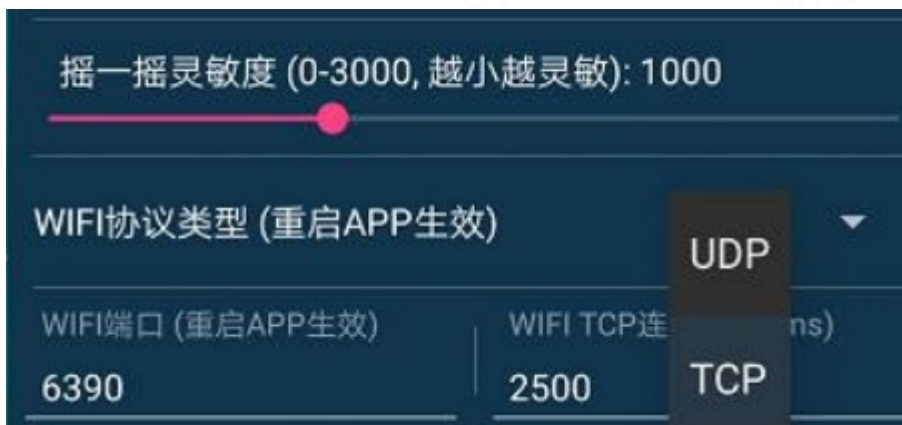 摇一摇灵敏度 (0-3000, 越小越灵敏): 1000
WIFI协议类型 (重启APP生效)
UDP
WIFI端口 (重启APP生效)
WIFI TCP连 ms)
6390
2500
TCP